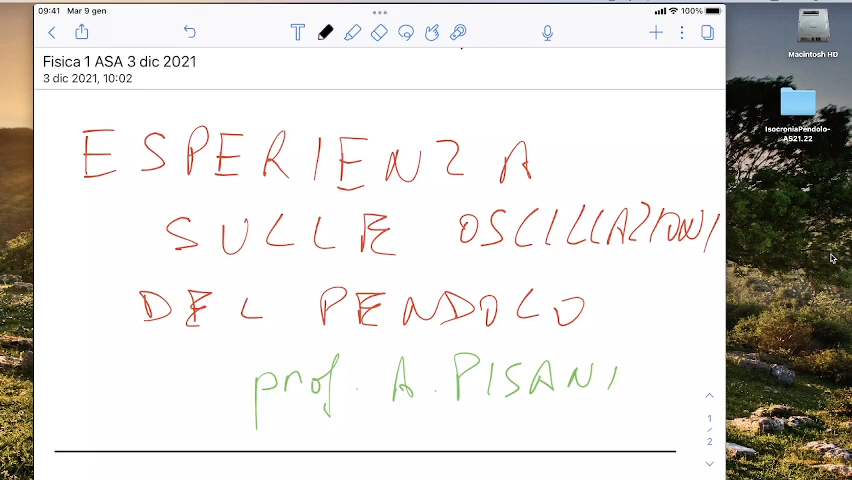 09:41 Mar 9 gen
100%
Fisica 1 ASA 3 dic 2021
3 dic 2021, 10:02
ESPERIENZA
SULLE OSCILLAZIONI
DEL PENDOLO
prof. A. PISANI
1
/
2
Macintosh HD
IsocroniaPendolo-
AS21.22